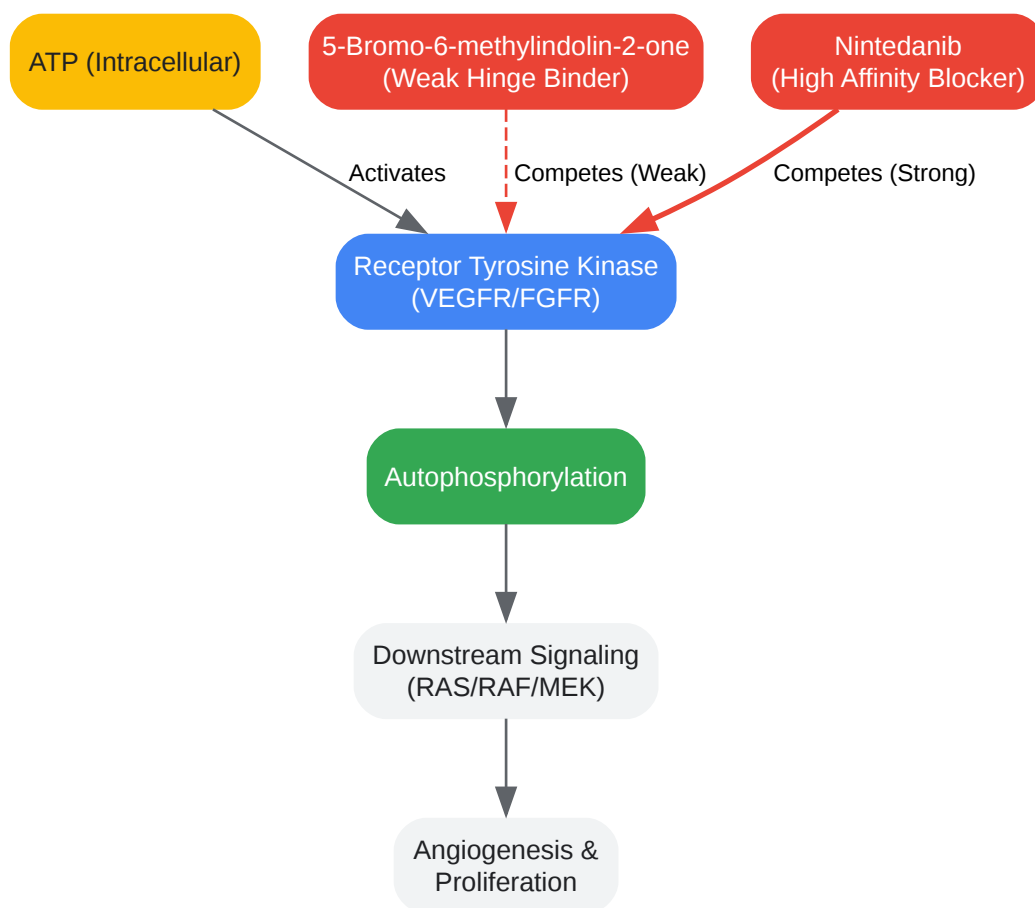 ATP (Intracellular)
5-Bromo-6-methylindolin-2-one
(Weak Hinge Binder)
Nintedanib
(High Affinity Blocker)
Activates
Competes (Weak)
Competes (Strong)
Receptor Tyrosine Kinase
(VEGFR/FGFR)
Autophosphorylation
Downstream Signaling
(RAS/RAF/MEK)
Angiogenesis &
Proliferation